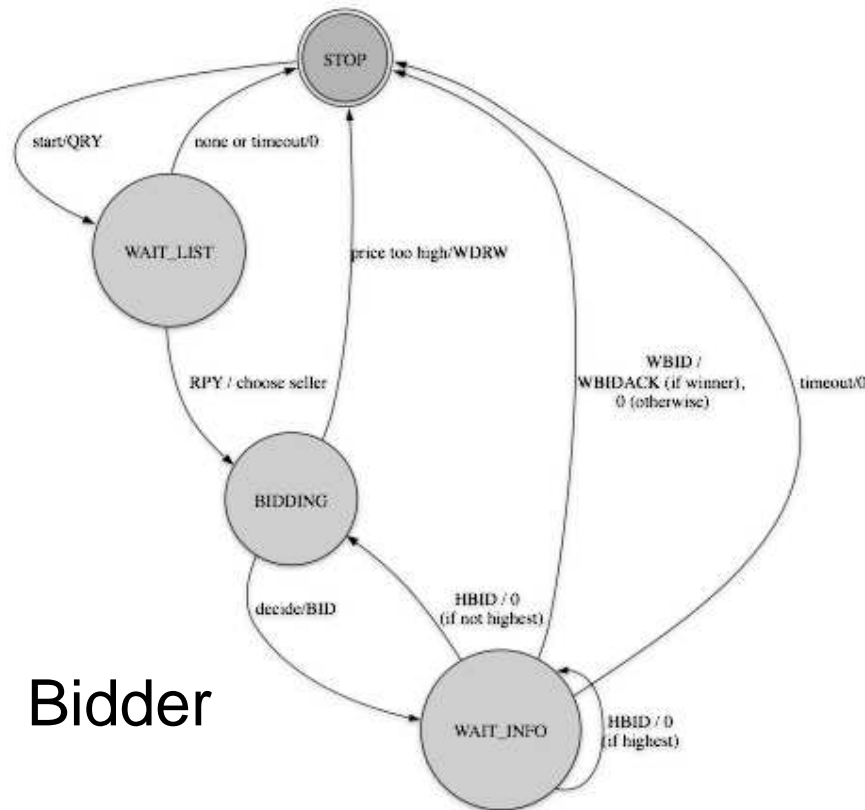 STOP
start/QRY
none or timeout/0
WAIT_LIST
price too high/WDRW
WBID /
WBIDACK (if winner),
0 (otherwise)
timeout/0
RPY / choose seller
BIDDING
decide/BID
HBID / 0
(if not highest)
Bidder
WAIT_INFO
HBID / 0
(if highest)